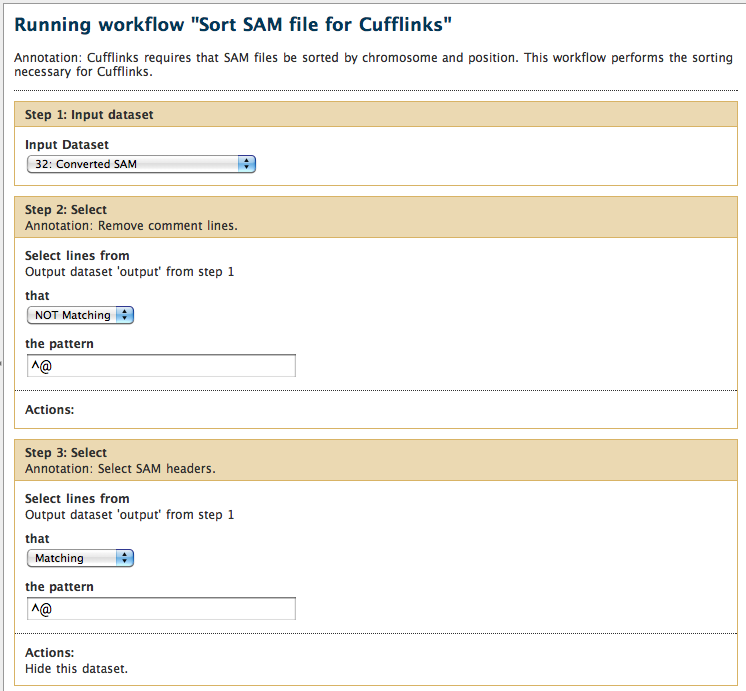 Running workflow "Sort SAM file for Cufflinks"
Annotation: Cufflinks requires that SAM files be sorted by chromosome and position. This workflow performs the sorting
necessary for Cufflinks.
Step 1: Input dataset
Input Dataset
32: Converted SAM
Step 2: Select
Annotation: Remove comment lines.
Select lines from
Output dataset 'output' from step 1
that
NOT Matching
the pattern
^@
Actions:
Step 3: Select
Annotation: Select SAM headers.
Select lines from
Output dataset 'output' from step 1
that
Matching
the pattern
^@
Actions:
Hide this dataset.